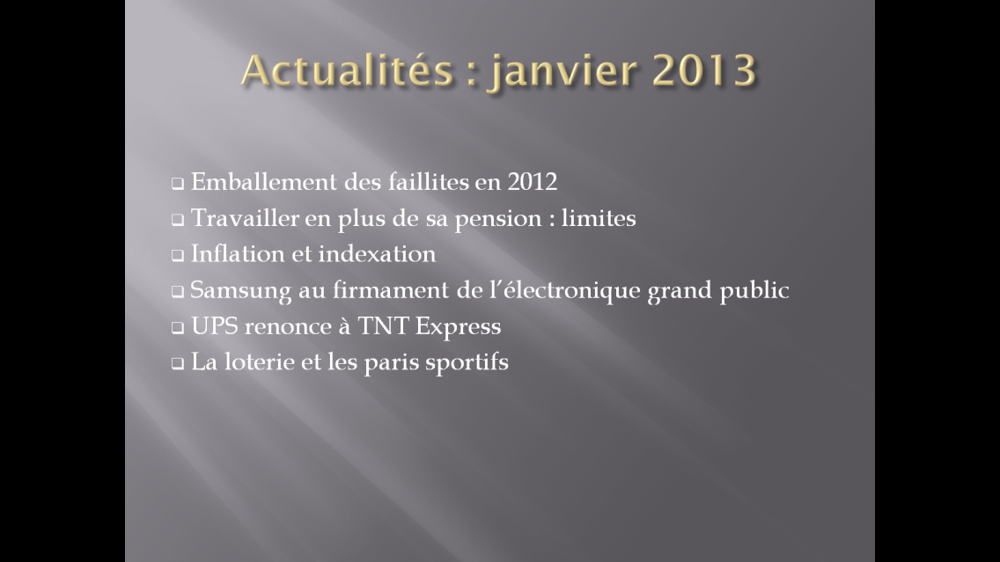 Actualités : janvier 2013
Emballement des faillites en 2012
Travailler en plus de sa pension : limites
Inflation et indexation
Samsung au firmament de l’électronique grand public
UPS renonce à TNT Express
La loterie et les paris sportifs